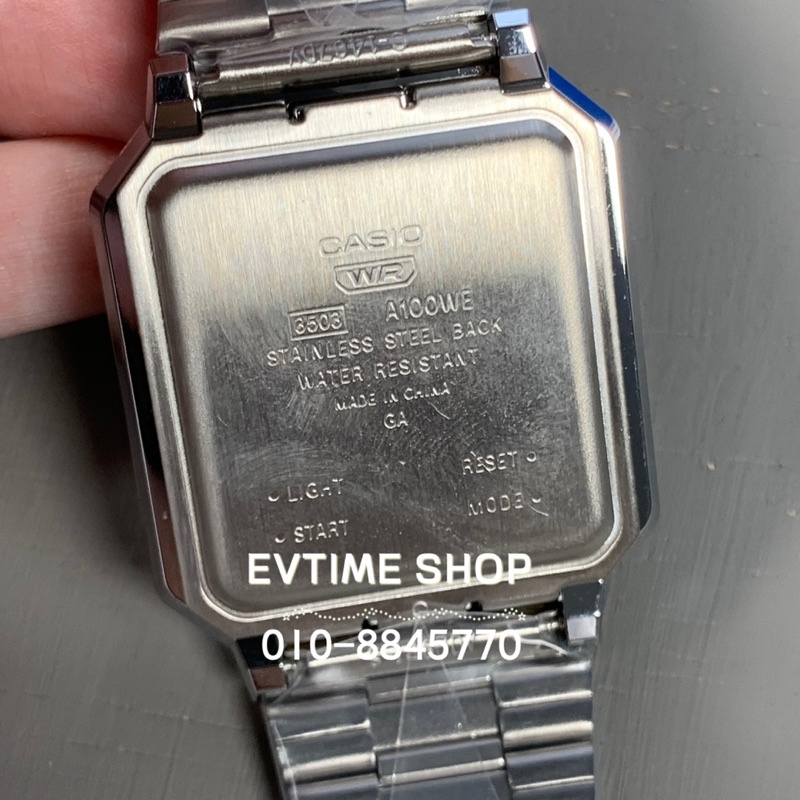 CASIO
WR
3503 A100WE
STAINLESS STEEL BACK
WATER RESISTANT
MADE IN CHINA
GA
LIGHT RESET
START MODE
EVTIME SHOP
010-8845770